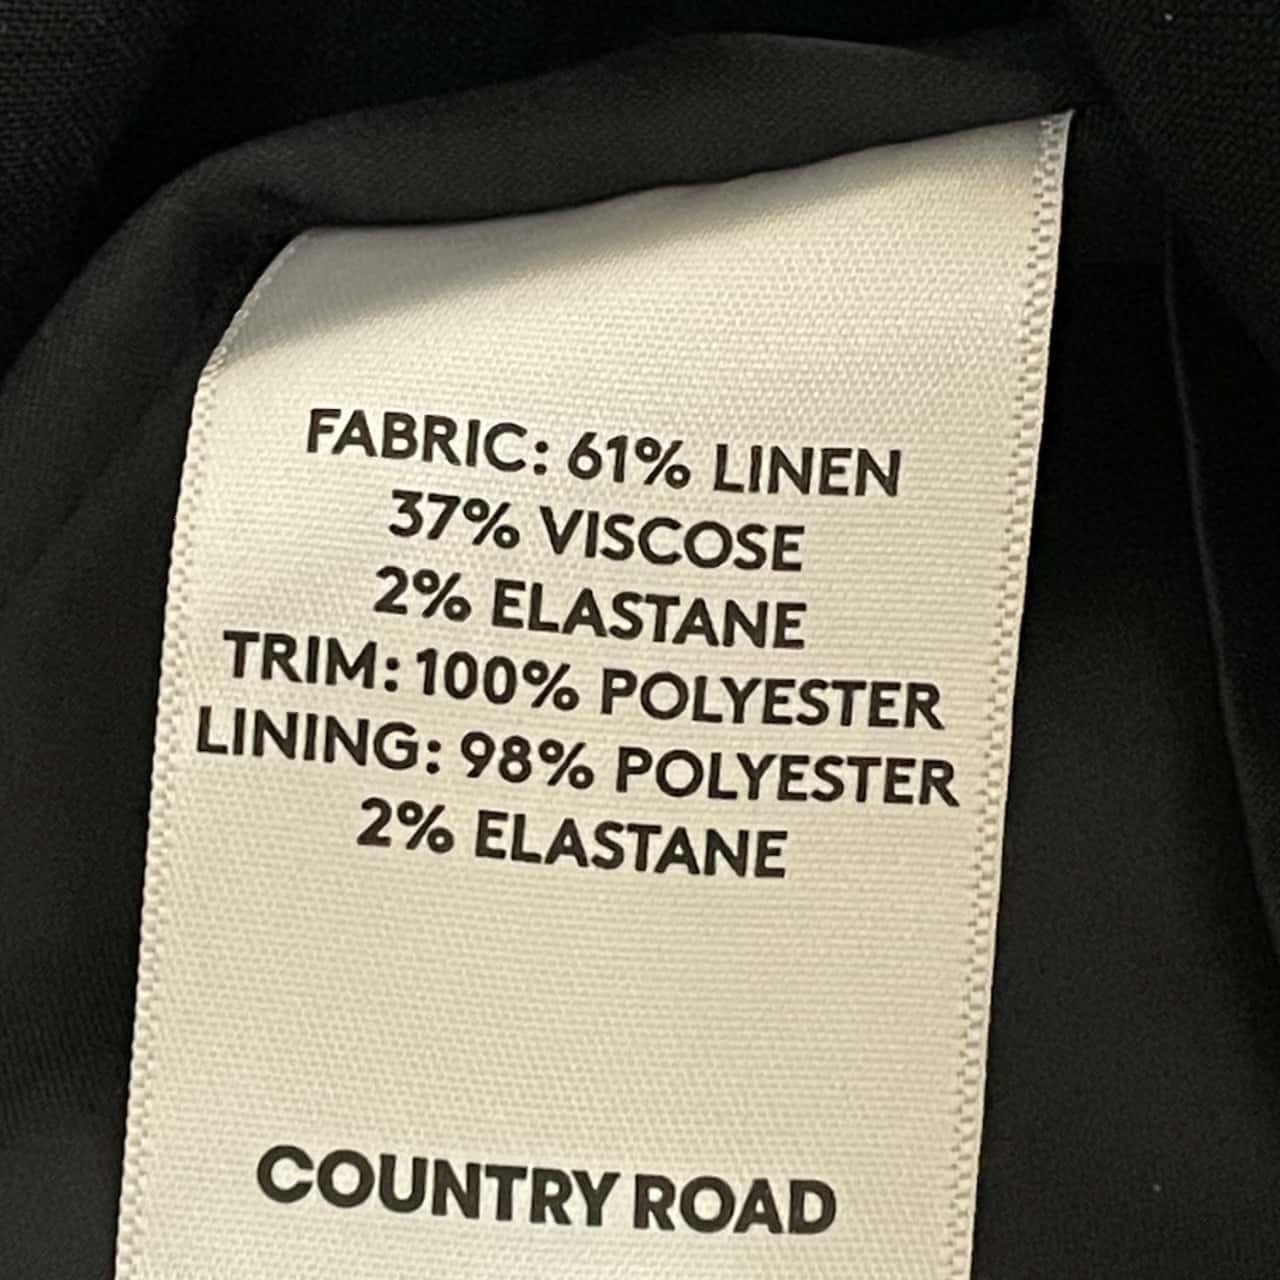 FABRIC: 61% LINEN
37% VISCOSE
2% ELASTANE
TRIM: 100% POLYESTER
LINING: 98% POLYESTER
2% ELASTANE
COUNTRY ROAD